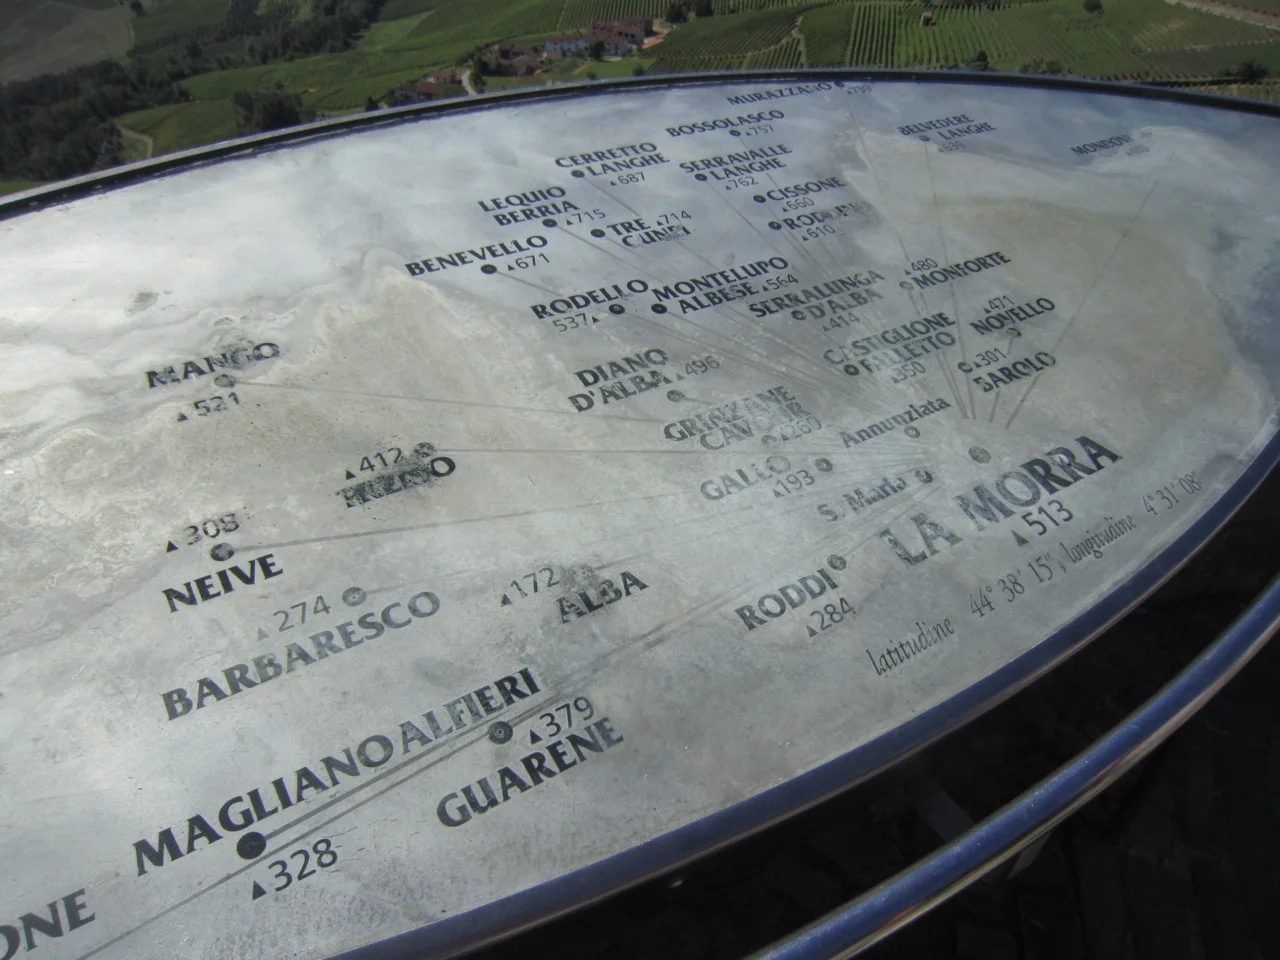 MURAZZANO
▲739
BOSSOLASCO
▲757
BELVEDERE
LANGHE
CERRETTO
LANGHE
▲687
SERRAVALLE
LANGHE
▲762
CISSONE
▲660
LEQUIO
BERRIA
▲715
TRE
CUNEI
▲714
▲610
BENEVELLO
▲671
RODELLO
537▲
MONTELUPO
ALBESE
▲564
SERRALUNGA
D'ALBA
▲414
▲480
MONFORTE
▲471
NOVELLO
MANGO
▲521
DIANO
D'ALBA
▲496
CASTIGLIONE
FALLETTO
▲350
▲301
BAROLO
GRINZANE
CAVOUR
▲260
Annunziata
▲412
GALLO
▲193
S. Maria
LA MORRA
▲513
▲308
NEIVE
▲274
BARBARESCO
▲172
ALBA
RODDI
▲284
latitudine 44° 38' 15", longitudine 4° 31' 08"
MAGLIANO ALFIERI
▲328
▲379
GUARENE
ONE